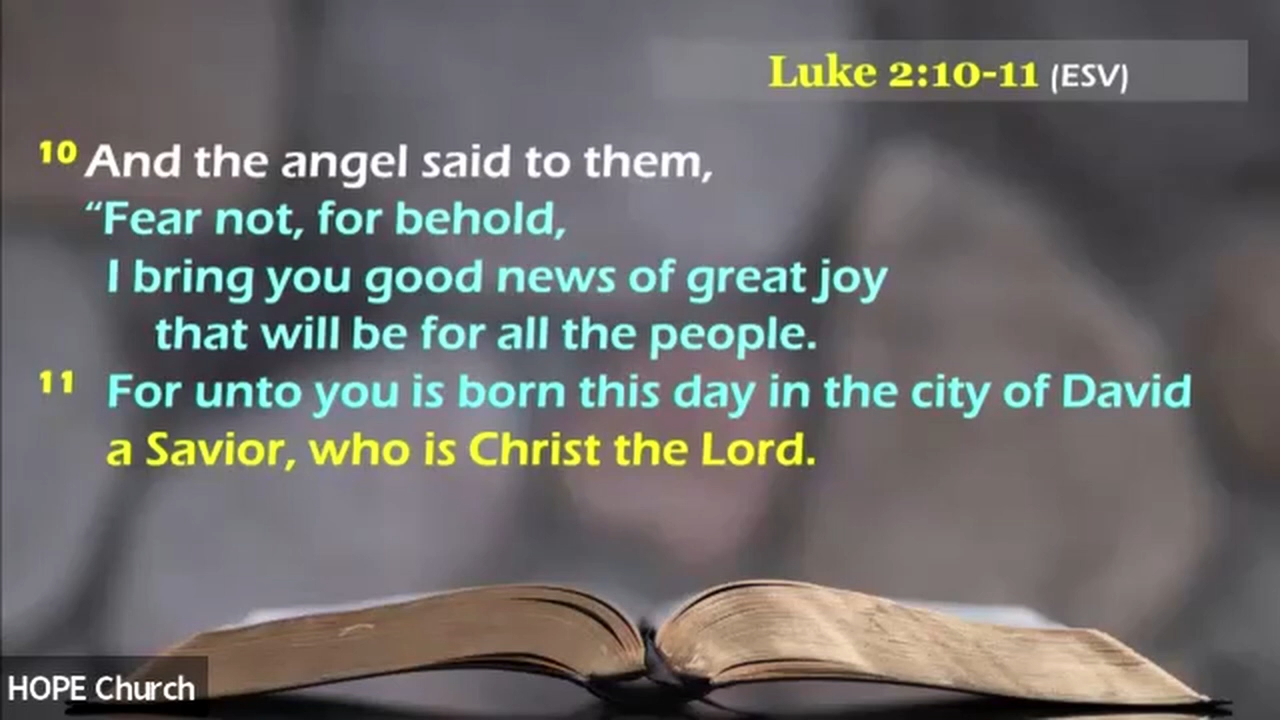 Luke 2:10-11 (ESV)
10 And the angel said to them,
“Fear not, for behold,
I bring you good news of great joy
that will be for all the people.
11 For unto you is born this day in the city of David
a Savior, who is Christ the Lord.
HOPE Church